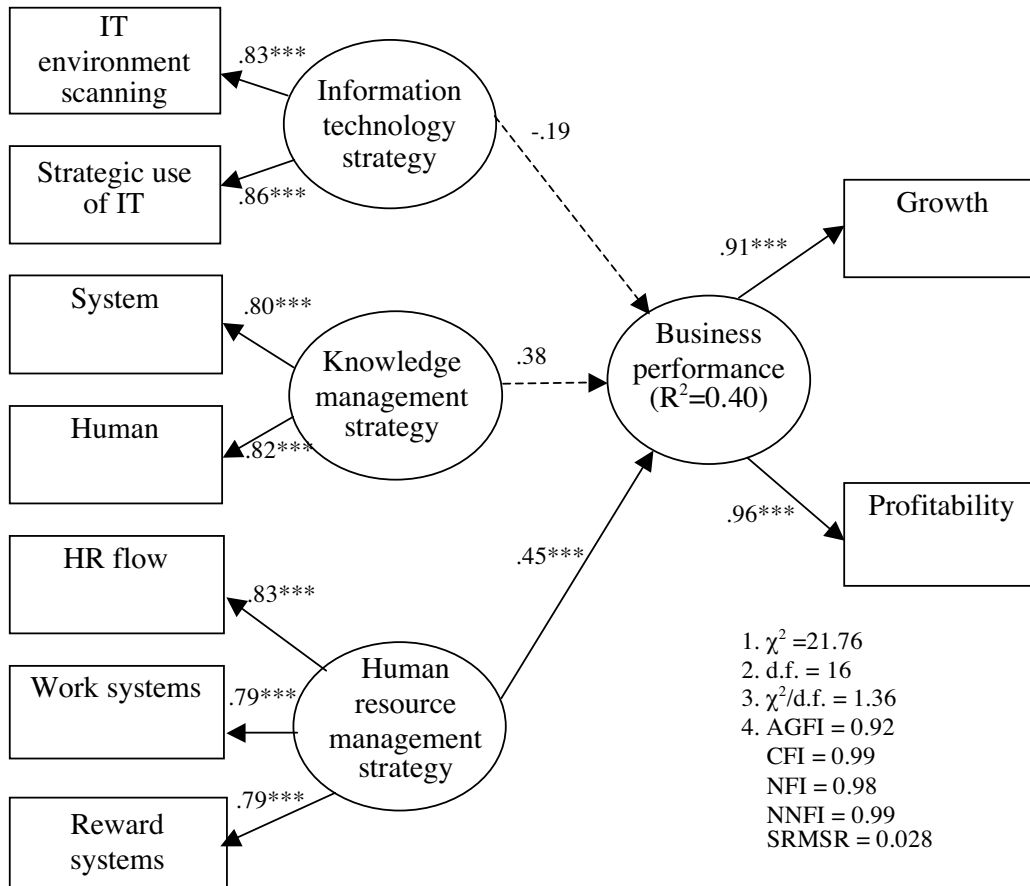 IT
environment
scanning
.83***
Information
technology
strategy
-.19
Strategic use
of IT
.86***
Growth
.91***
System
.80***
Knowledge
management
strategy
.38
Business
performance
(R²=0.40)
Human
.82***
Profitability
.96***
HR flow
.83***
.45***
Work systems
.79***
Human
resource
management
strategy
Reward
systems
.79***
1. χ² =21.76
2. d.f. = 16
3. χ²/d.f. = 1.36
4. AGFI = 0.92
CFI = 0.99
NFI = 0.98
NNFI = 0.99
SRMSR = 0.028